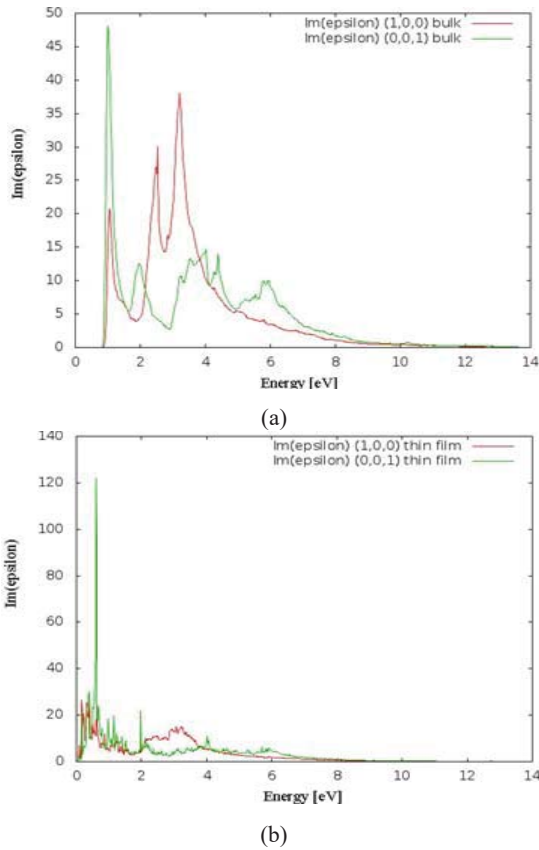 50
45
40
35
30
25
20
15
10
5
0
Im(epsilon)
Im(epsilon) (1,0,0) bulk
Im(epsilon) (0,0,1) bulk
0 2 4 6 8 10 12 14
Energy [eV]
(a)
140
120
100
80
60
40
20
0
Im(epsilon)
Im(epsilon) (1,0,0) thin film
Im(epsilon) (0,0,1) thin film
0 2 4 6 8 10 12 14
Energy [eV]
(b)